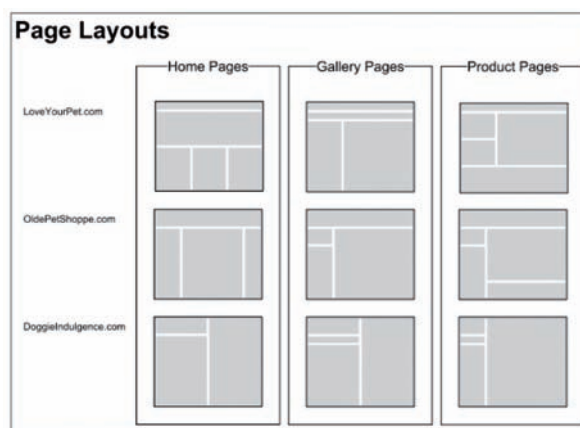 Page Layouts
Home Pages Gallery Pages Product Pages
LoveYourPet.com
OldePetShoppe.com
DoggieIndulgence.com